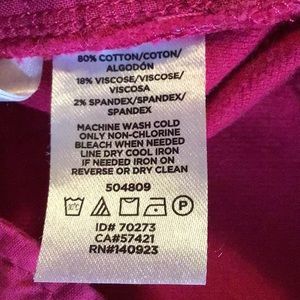 80% COTTON/COTON/
ALGODÓN
18% VISCOSE/VISCOSE/
VISCOSA
2% SPANDEX/SPANDEX/
SPANDEX
MACHINE WASH COLD
ONLY NON-CHLORINE
BLEACH WHEN NEEDED
LINE DRY COOL IRON
IF NEEDED IRON ON
REVERSE OR DRY CLEAN
504809
P
ID# 70273
CA#57421
RN#140923